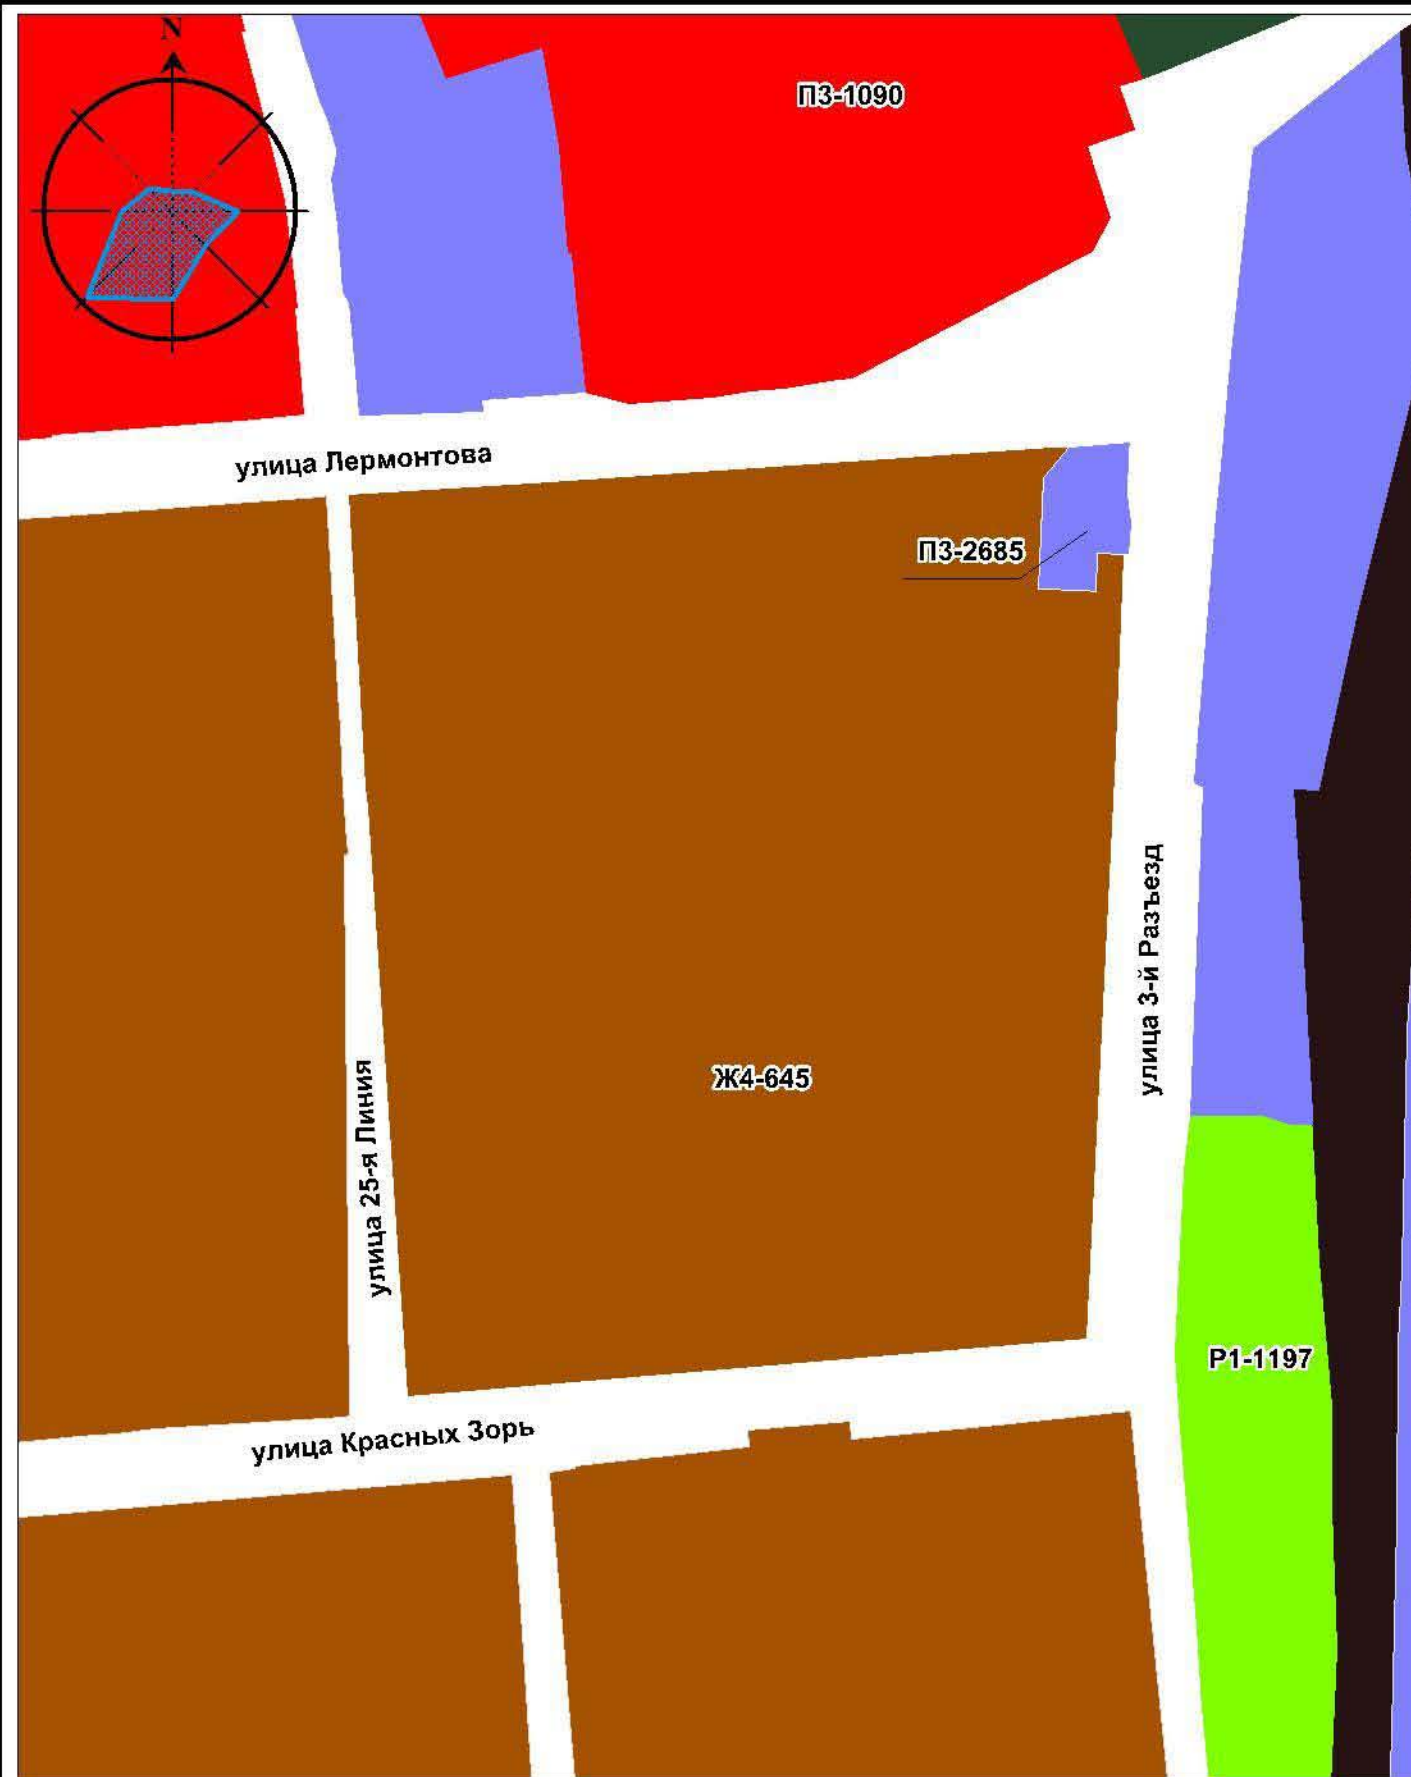 N
П3-1090
улица Лермонтова
П3-2685
улица 3-й Разъезд
Ж4-645
улица 25-я Линия
Р1-1197
улица Красных Зорь